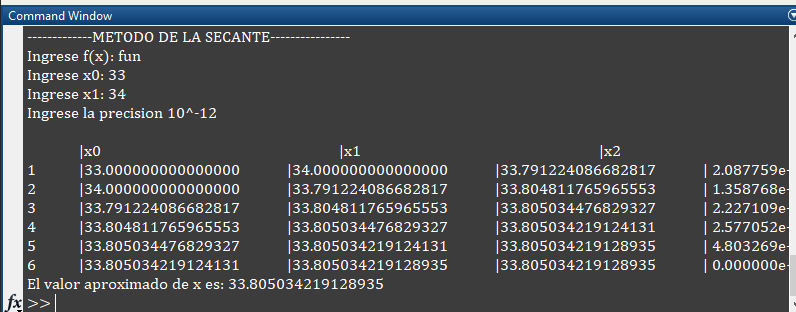 Command Window
-------------METODO DE LA SECANTE----------------
Ingrese f(x): fun
Ingrese x0: 33
Ingrese x1: 34
Ingrese la precision 10^-12
|x0 |x1 |x2
1 |33.000000000000000 |34.000000000000000 |33.791224086682817 | 2.087759e-
2 |34.000000000000000 |33.791224086682817 |33.804811765965553 | 1.358768e-
3 |33.791224086682817 |33.804811765965553 |33.805034476829327 | 2.227109e-
4 |33.804811765965553 |33.805034476829327 |33.805034219124131 | 2.577052e-
5 |33.805034476829327 |33.805034219124131 |33.805034219128935 | 4.803269e-
6 |33.805034219124131 |33.805034219128935 |33.805034219128935 | 0.000000e-
El valor aproximado de x es: 33.805034219128935
fx >>